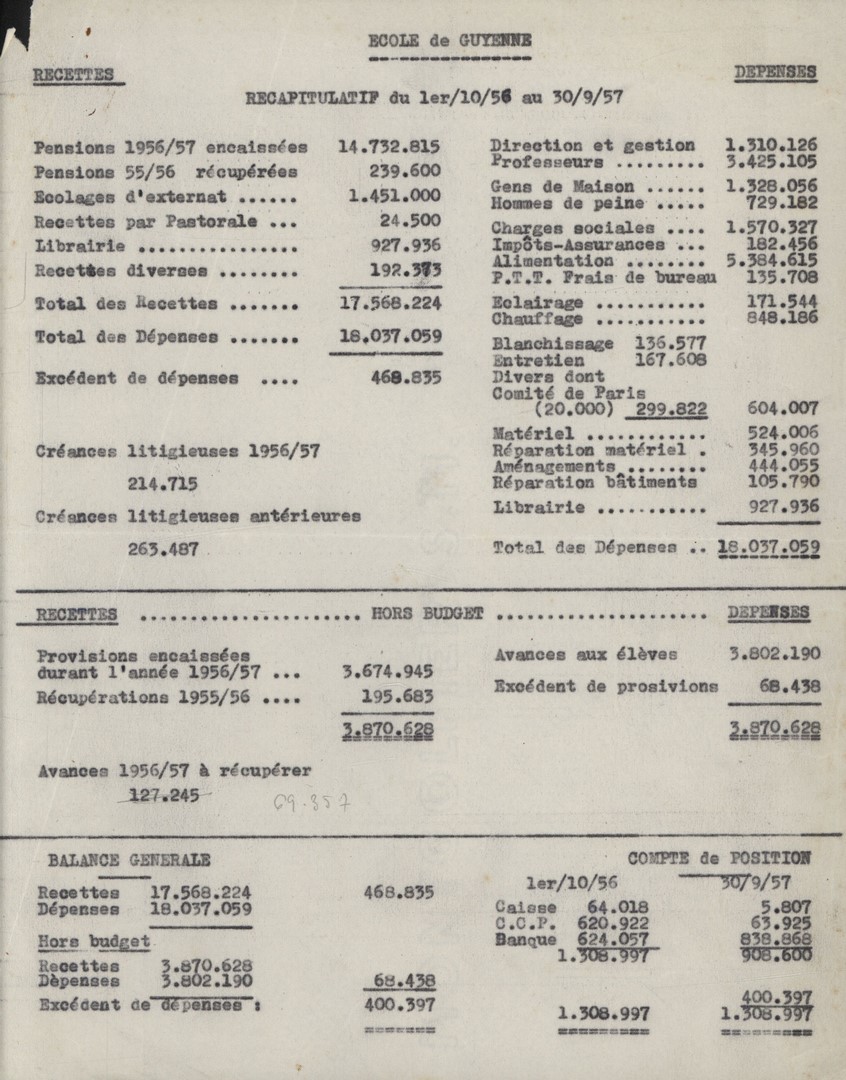 ECOLE de GUYENNE
RECETTES
DEPENSES
RECAPITULATIF du 1er/10/56 au 30/9/57
Pensions 1956/57 encaissées 14.732.815
Pensions 55/56 récupérées 239.600
Ecolages d'externat ...... 1.451.000
Recettes par Pastorale ... 24.500
Librairie ................ 927.936
Recettes diverses ........ 192.373
Total des Recettes ....... 17.568.224
Total des Dépenses ....... 18.037.059
Excédent de dépenses .... 468.835
Créances litigieuses 1956/57
214.715
Créances litigieuses antérieures
263.487
Direction et gestion 1.310.126
Professeurs ......... 3.425.105
Gens de Maison ...... 1.328.056
Hommes de peine ..... 729.182
Charges sociales .... 1.570.327
Impôts-Assurances ... 182.456
Alimentation ........ 5.384.615
P.T.T. Frais de bureau 135.708
Eclairage ........... 171.544
Chauffage ........... 848.186
Blanchissage 136.577
Entretien 167.608
Divers dont
Comité de Paris
(20.000) 299.822 604.007
Matériel ............ 524.006
Réparation matériel . 345.960
Aménagements ........ 444.055
Réparation bâtiments 105.790
Librairie ........... 927.936
Total des Dépenses .. 18.037.059
RECETTES ...................... HORS BUDGET ..................... DEPENSES
Provisions encaissées
durant l'année 1956/57 ... 3.674.945
Récupérations 1955/56 .... 195.683
3.870.628
Avances aux élèves 3.802.190
Excédent de prosivions 68.438
3.870.628
Avances 1956/57 à récupérer
127.245 69.357
BALANCE GENERALE
Recettes 17.568.224 468.835
Dépenses 18.037.059
Hors budget
Recettes 3.870.628
Dèpenses 3.802.190 68.438
Excédent de dépenses : 400.397
=======
COMPTE de POSITION
1er/10/56 30/9/57
Caisse 64.018 5.807
C.C.P. 620.922 63.925
Banque 624.057 838.868
1.308.997 908.600
400.397
1.308.997 1.308.997
========= =========